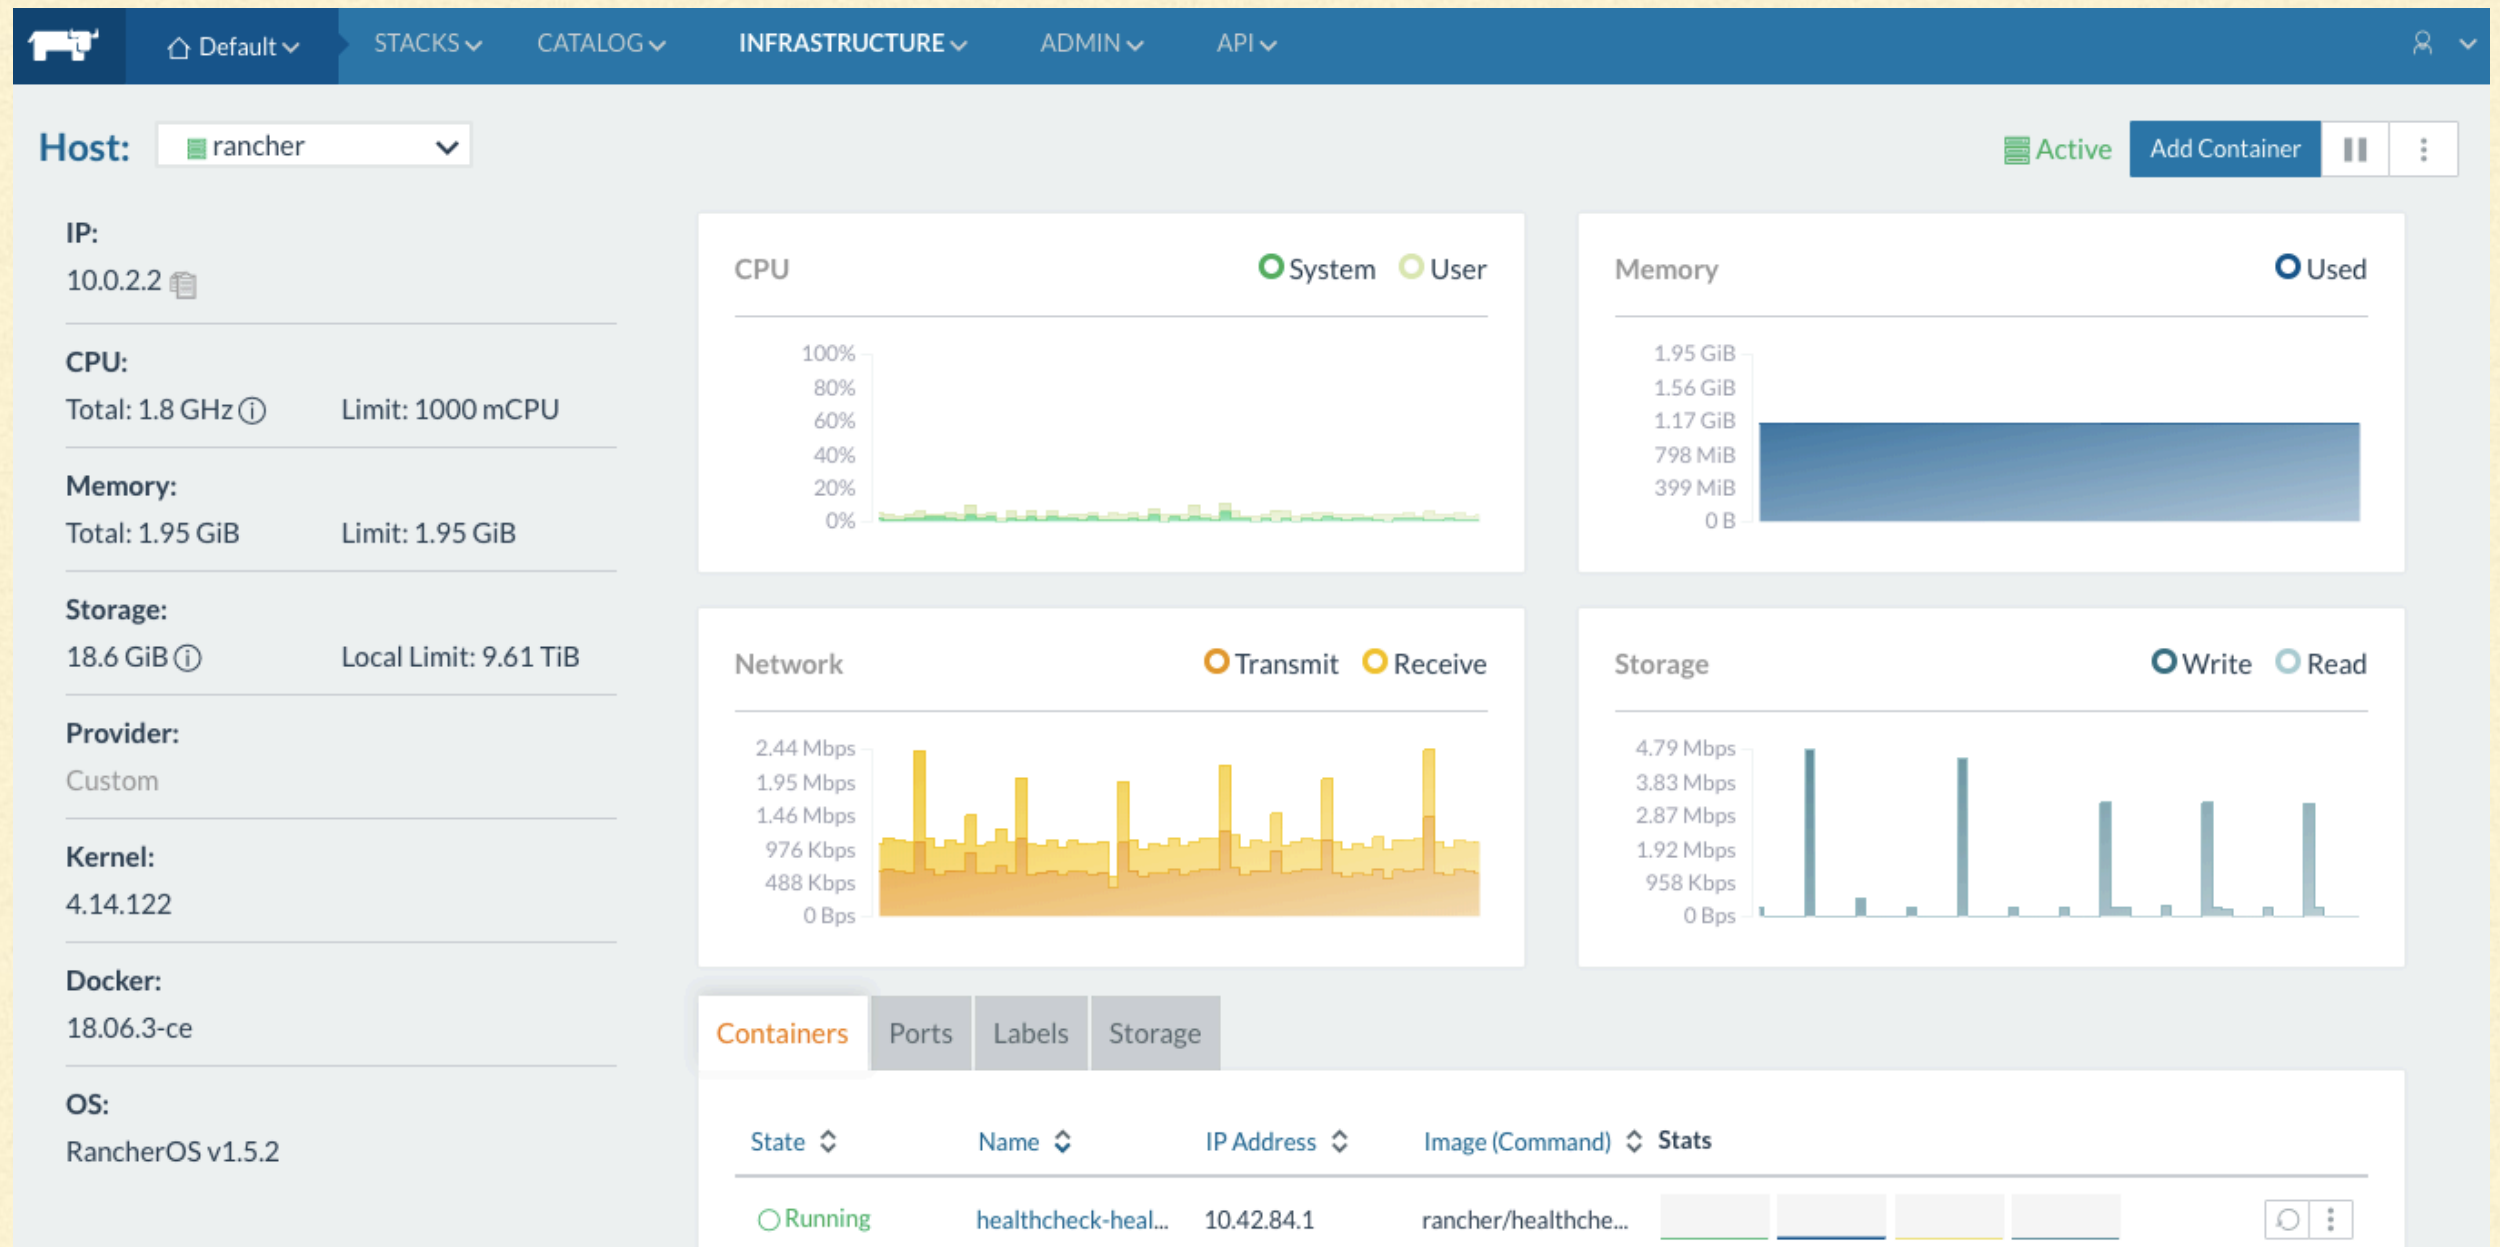 Default STACKS CATALOG INFRASTRUCTURE ADMIN API
Host: rancher
Active Add Container
IP:
10.0.2.2
CPU:
Total: 1.8 GHz Limit: 1000 mCPU
Memory:
Total: 1.95 GiB Limit: 1.95 GiB
Storage:
18.6 GiB Local Limit: 9.61 TiB
Provider:
Custom
Kernel:
4.14.122
Docker:
18.06.3-ce
OS:
RancherOS v1.5.2
CPU System User
100%
80%
60%
40%
20%
0%
Memory Used
1.95 GiB
1.56 GiB
1.17 GiB
798 MiB
399 MiB
0 B
Network Transmit Receive
2.44 Mbps
1.95 Mbps
1.46 Mbps
976 Kbps
488 Kbps
0 Bps
Storage Write Read
4.79 Mbps
3.83 Mbps
2.87 Mbps
1.92 Mbps
958 Kbps
0 Bps
Containers Ports Labels Storage
State Name IP Address Image (Command) Stats
Running healthcheck-heal... 10.42.84.1 rancher/healthche...